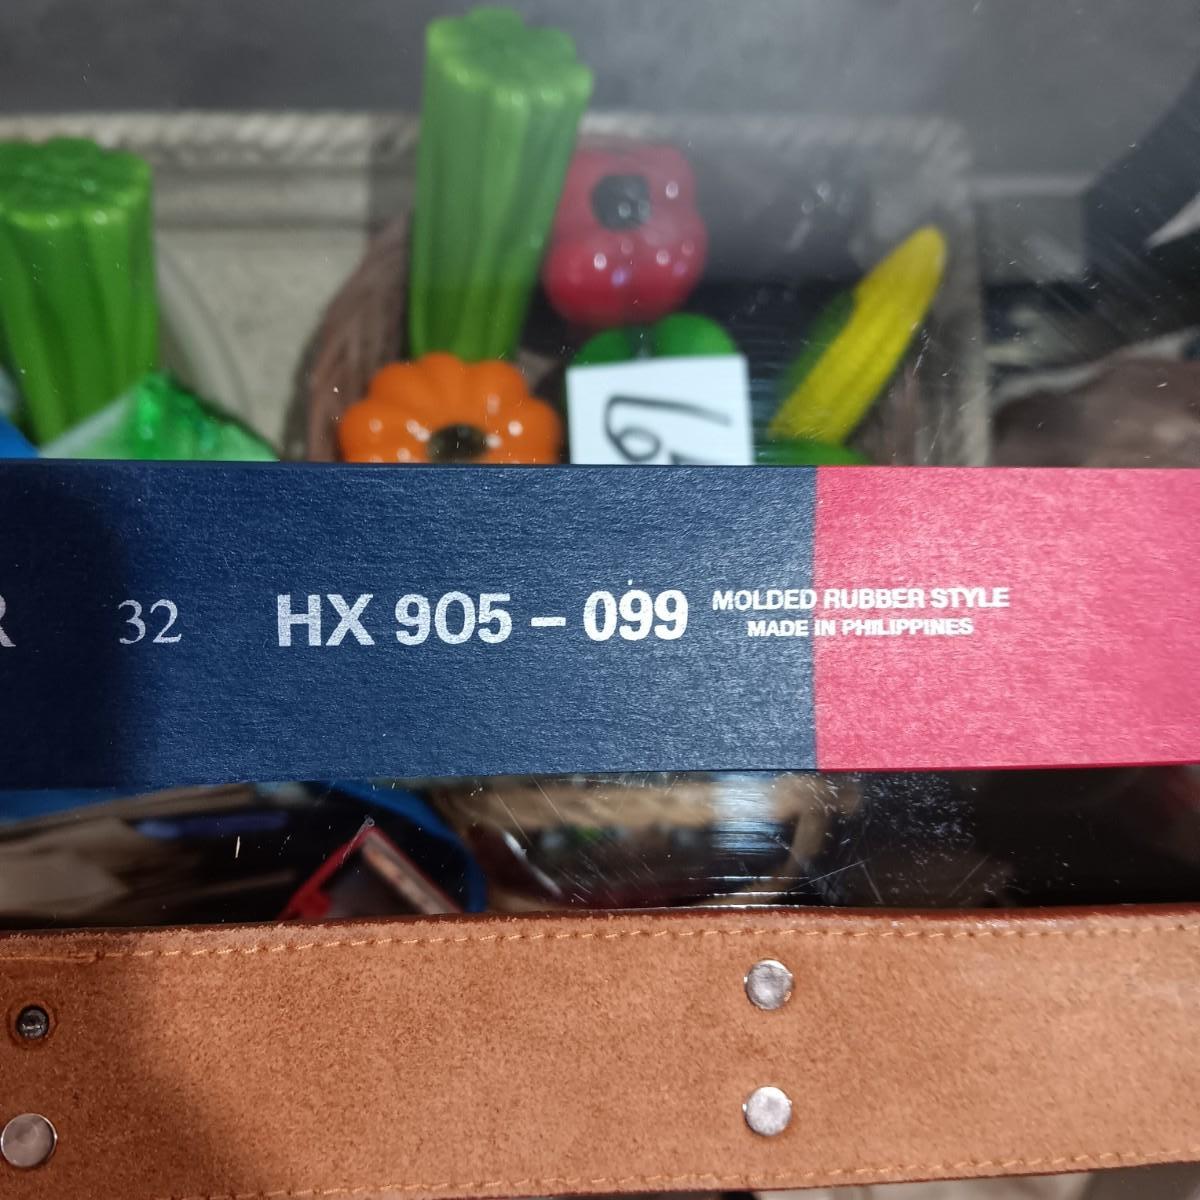 R 32 HX 905 – 099 MOLDED RUBBER STYLE
MADE IN PHILIPPINES